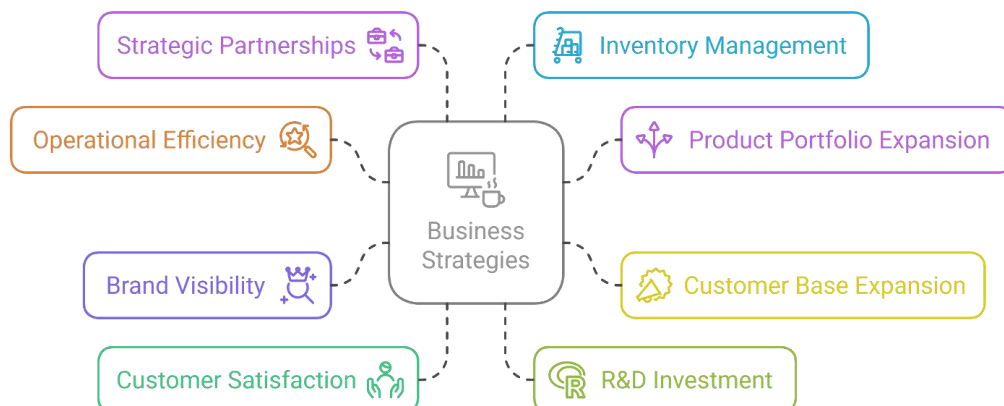 Strategic Partnerships
Inventory Management
Operational Efficiency
Product Portfolio Expansion
Business
Strategies
Brand Visibility
Customer Base Expansion
Customer Satisfaction
R&D Investment